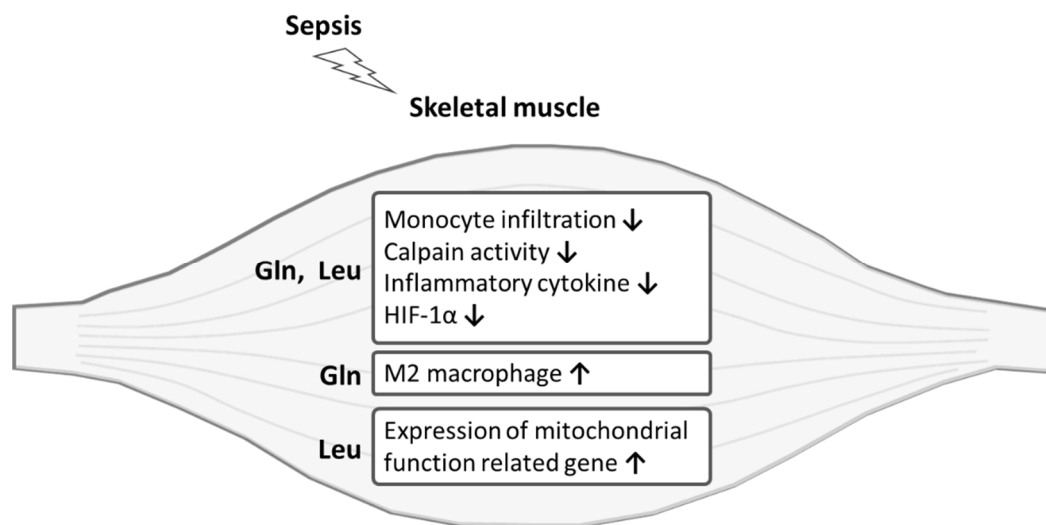 Sepsis
Skeletal muscle
Gln, Leu
Monocyte infiltration ↓
Calpain activity ↓
Inflammatory cytokine ↓
HIF-1α ↓
Gln
M2 macrophage ↑
Leu
Expression of mitochondrial
function related gene ↑